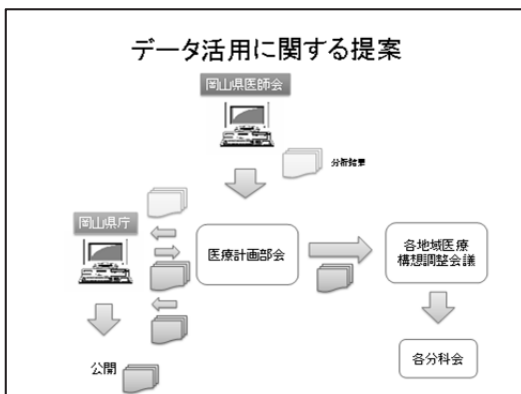 データ活用に関する提案
岡山県医師会
分析結果
岡山県庁
医療計画部会
各地域医療
構想調整会議
公開
各分科会